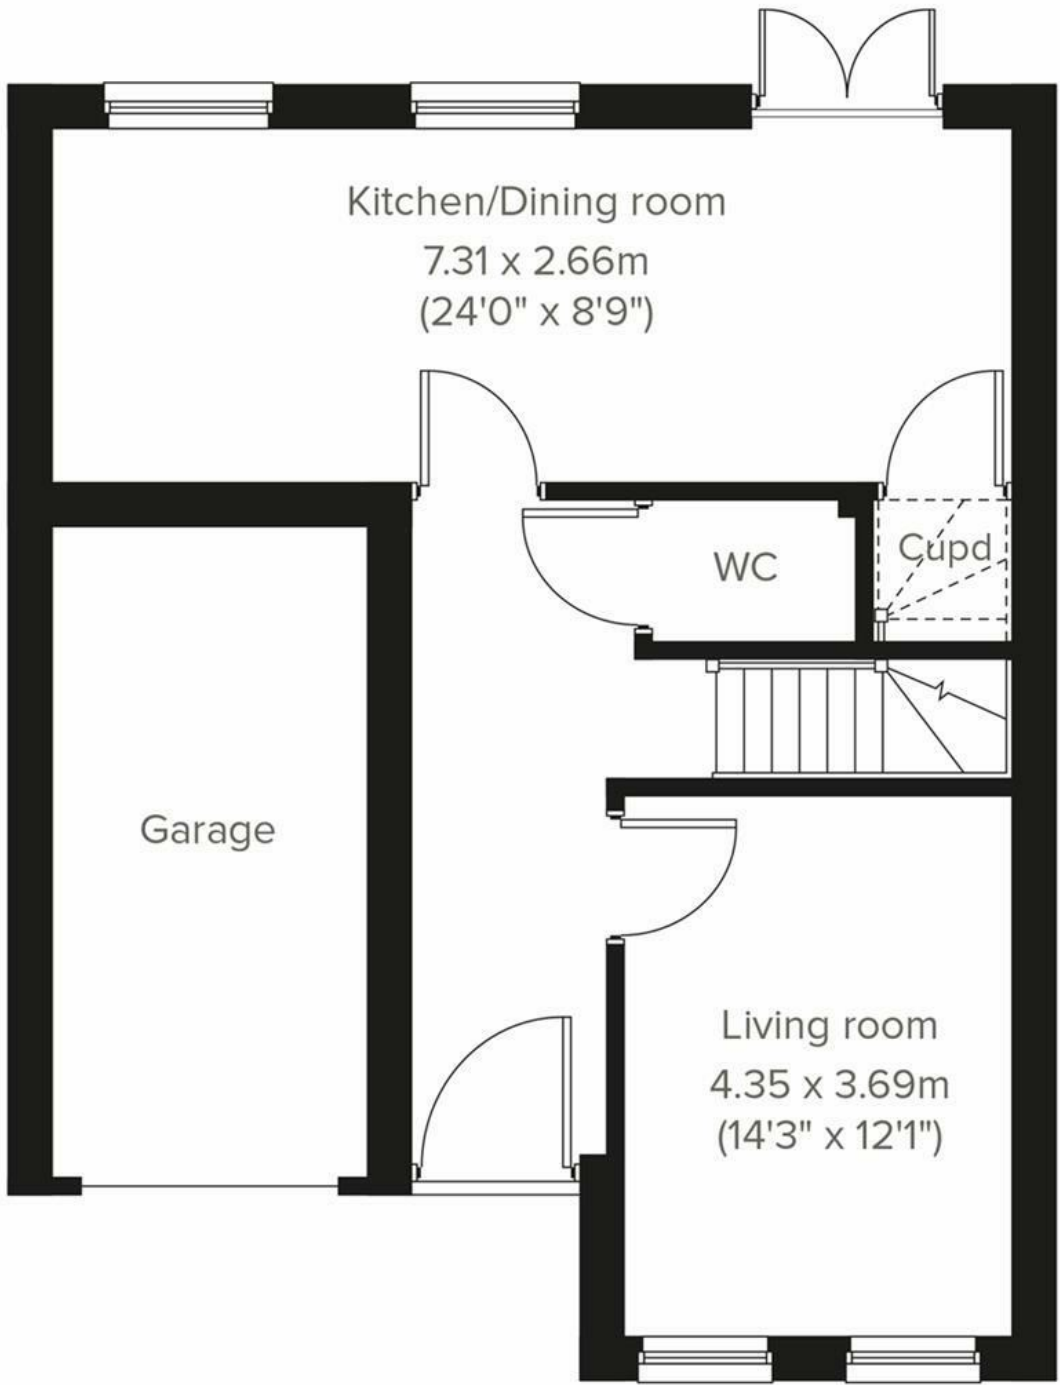 Kitchen/Dining room
7.31 x 2.66m
(24'0" x 8'9")
WC
Cupd
Garage
Living room
4.35 x 3.69m
(14'3" x 12'1")